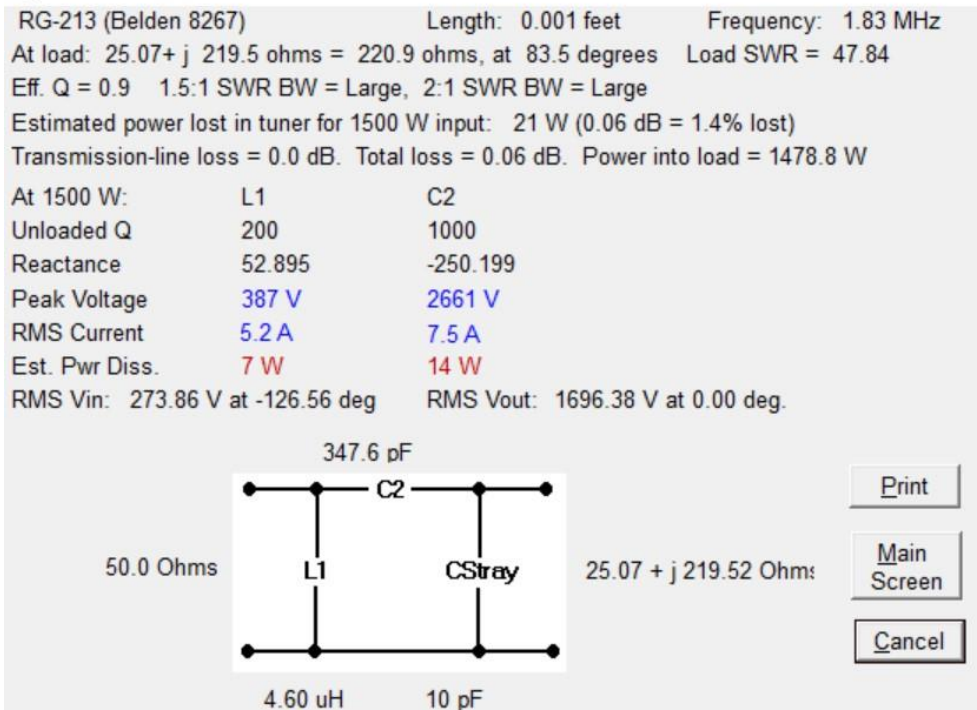 RG-213 (Belden 8267) Length: 0.001 feet Frequency: 1.83 MHz
At load: 25.07+ j 219.5 ohms = 220.9 ohms, at 83.5 degrees Load SWR = 47.84
Eff. Q = 0.9 1.5:1 SWR BW = Large, 2:1 SWR BW = Large
Estimated power lost in tuner for 1500 W input: 21 W (0.06 dB = 1.4% lost)
Transmission-line loss = 0.0 dB. Total loss = 0.06 dB. Power into load = 1478.8 W
At 1500 W: L1 C2
Unloaded Q 200 1000
Reactance 52.895 -250.199
Peak Voltage 387 V 2661 V
RMS Current 5.2 A 7.5 A
Est. Pwr Diss. 7 W 14 W
RMS Vin: 273.86 V at -126.56 deg RMS Vout: 1696.38 V at 0.00 deg.
347.6 pF
C2
Print
50.0 Ohms L1 CStray 25.07 + j 219.52 Ohms
Main
Screen
Cancel
4.60 uH 10 pF